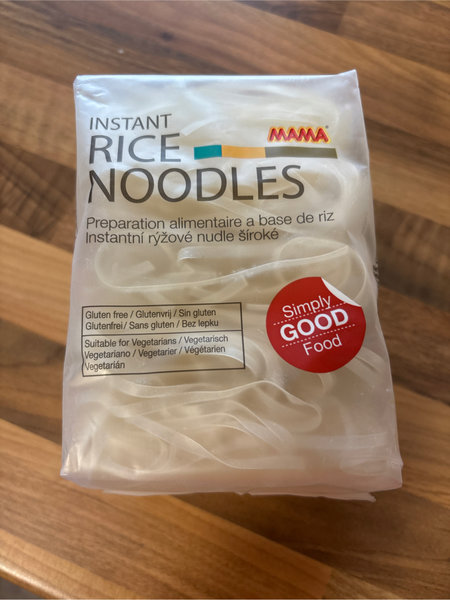 INSTANT
RICE
NOODLES
MAMA
Preparation alimentaire a base de riz
Instantní rýžové nudle široké
Gluten free / Glutenvrij / Sin gluten
Glutenfrei / Sans gluten / Bez lepku
Suitable for Vegetarians / Vegetarisch
Vegetariano / Vegetarier / Végétarien
Vegetarián
Simply
GOOD
Food